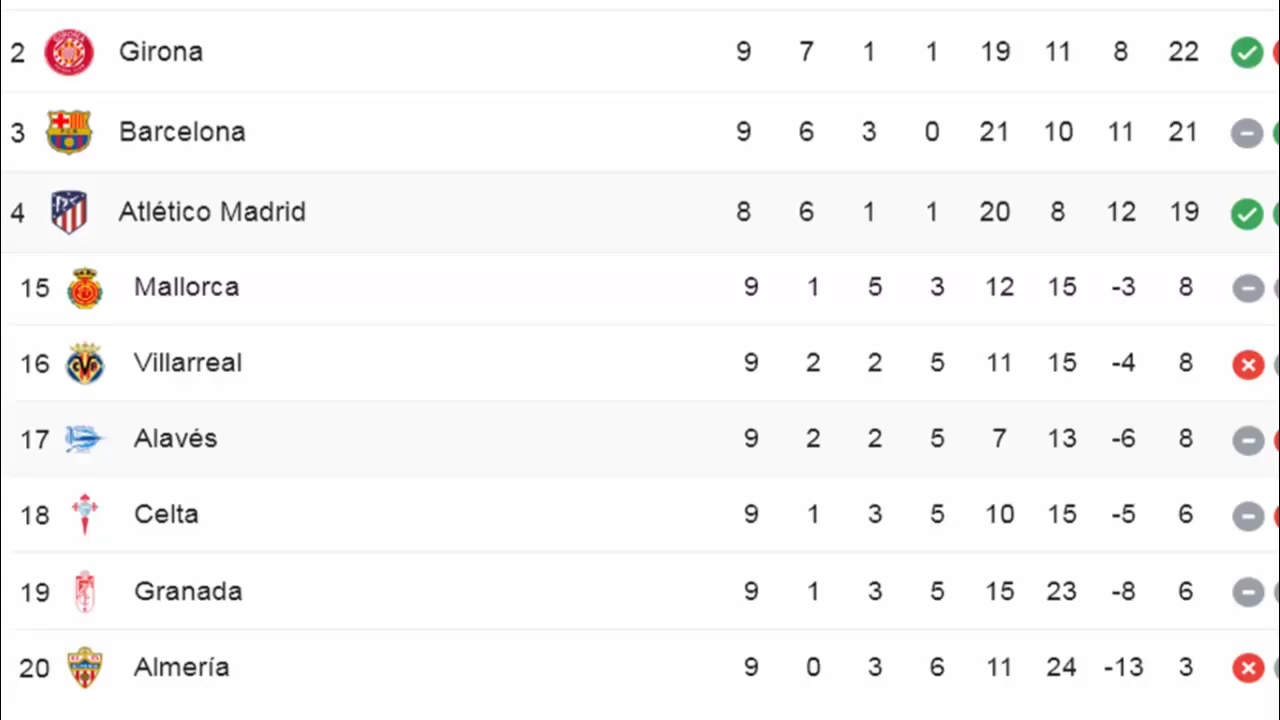 2 Girona 9 7 1 1 19 11 8 22
3 Barcelona 9 6 3 0 21 10 11 21
4 Atlético Madrid 8 6 1 1 20 8 12 19
15 Mallorca 9 1 5 3 12 15 -3 8
16 Villarreal 9 2 2 5 11 15 -4 8
17 Alavés 9 2 2 5 7 13 -6 8
18 Celta 9 1 3 5 10 15 -5 6
19 Granada 9 1 3 5 15 23 -8 6
20 Almería 9 0 3 6 11 24 -13 3